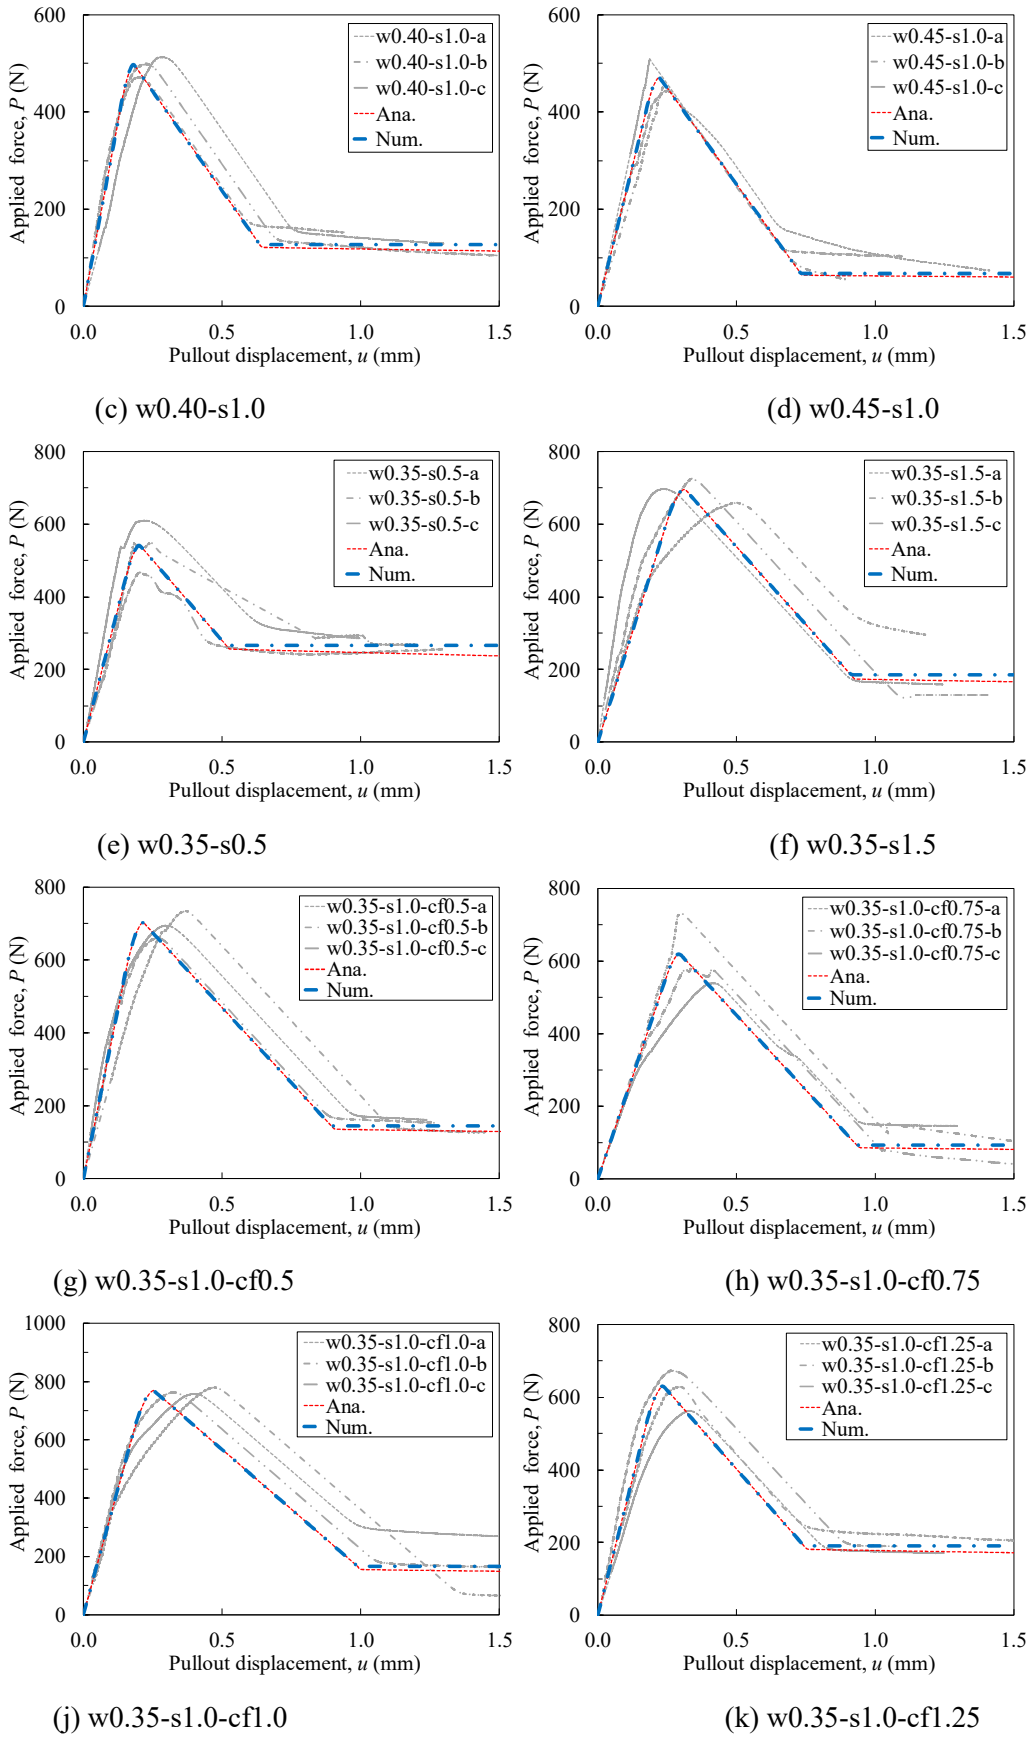 600
400
200
0
Applied force, P (N)
w0.40-s1.0-a
w0.40-s1.0-b
w0.40-s1.0-c
Ana.
Num.
0.0 0.5 1.0 1.5
Pullout displacement, u (mm)
(c) w0.40-s1.0
600
400
200
0
Applied force, P (N)
w0.45-s1.0-a
w0.45-s1.0-b
w0.45-s1.0-c
Ana.
Num.
0.0 0.5 1.0 1.5
Pullout displacement, u (mm)
(d) w0.45-s1.0
800
600
400
200
0
Applied force, P (N)
w0.35-s0.5-a
w0.35-s0.5-b
w0.35-s0.5-c
Ana.
Num.
0.0 0.5 1.0 1.5
Pullout displacement, u (mm)
(e) w0.35-s0.5
800
600
400
200
0
Applied force, P (N)
w0.35-s1.5-a
w0.35-s1.5-b
w0.35-s1.5-c
Ana.
Num.
0.0 0.5 1.0 1.5
Pullout displacement, u (mm)
(f) w0.35-s1.5
800
600
400
200
0
Applied force, P (N)
w0.35-s1.0-cf0.5-a
w0.35-s1.0-cf0.5-b
w0.35-s1.0-cf0.5-c
Ana.
Num.
0.0 0.5 1.0 1.5
Pullout displacement, u (mm)
(g) w0.35-s1.0-cf0.5
800
600
400
200
0
Applied force, P (N)
w0.35-s1.0-cf0.75-a
w0.35-s1.0-cf0.75-b
w0.35-s1.0-cf0.75-c
Ana.
Num.
0.0 0.5 1.0 1.5
Pullout displacement, u (mm)
(h) w0.35-s1.0-cf0.75
1000
800
600
400
200
0
Applied force, P (N)
w0.35-s1.0-cf1.0-a
w0.35-s1.0-cf1.0-b
w0.35-s1.0-cf1.0-c
Ana.
Num.
0.0 0.5 1.0 1.5
Pullout displacement, u (mm)
(j) w0.35-s1.0-cf1.0
800
600
400
200
0
Applied force, P (N)
w0.35-s1.0-cf1.25-a
w0.35-s1.0-cf1.25-b
w0.35-s1.0-cf1.25-c
Ana.
Num.
0.0 0.5 1.0 1.5
Pullout displacement, u (mm)
(k) w0.35-s1.0-cf1.25